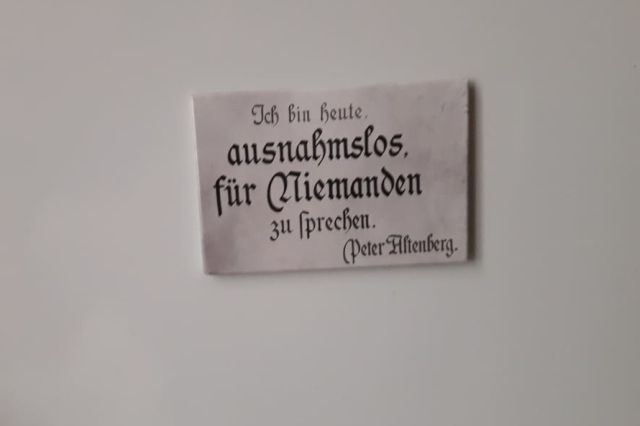 Ich bin heute,
ausnahmslos,
für Niemanden
zu sprechen.
Peter Altenberg.